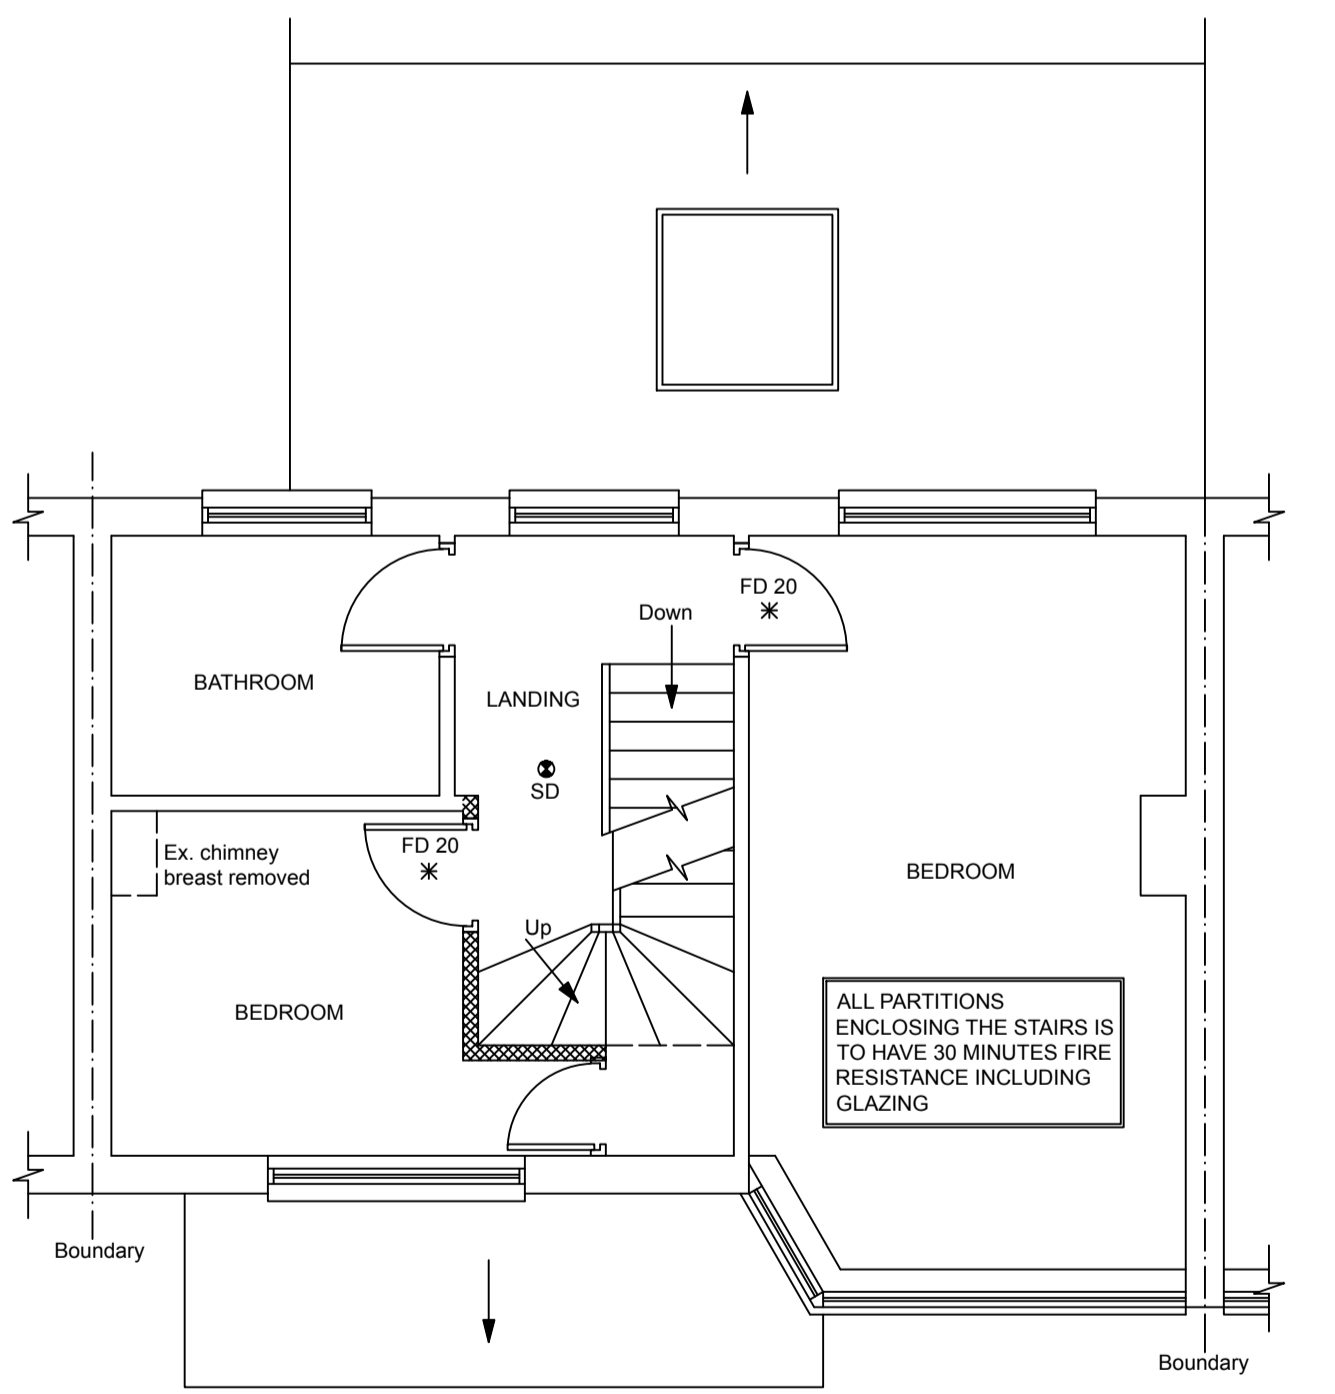 FD 20
Down
BATHROOM
LANDING
SD
FD 20
Ex. chimney
breast removed
BEDROOM
Up
BEDROOM
ALL PARTITIONS
ENCLOSING THE STAIRS IS
TO HAVE 30 MINUTES FIRE
RESISTANCE INCLUDING
GLAZING
Boundary
Boundary